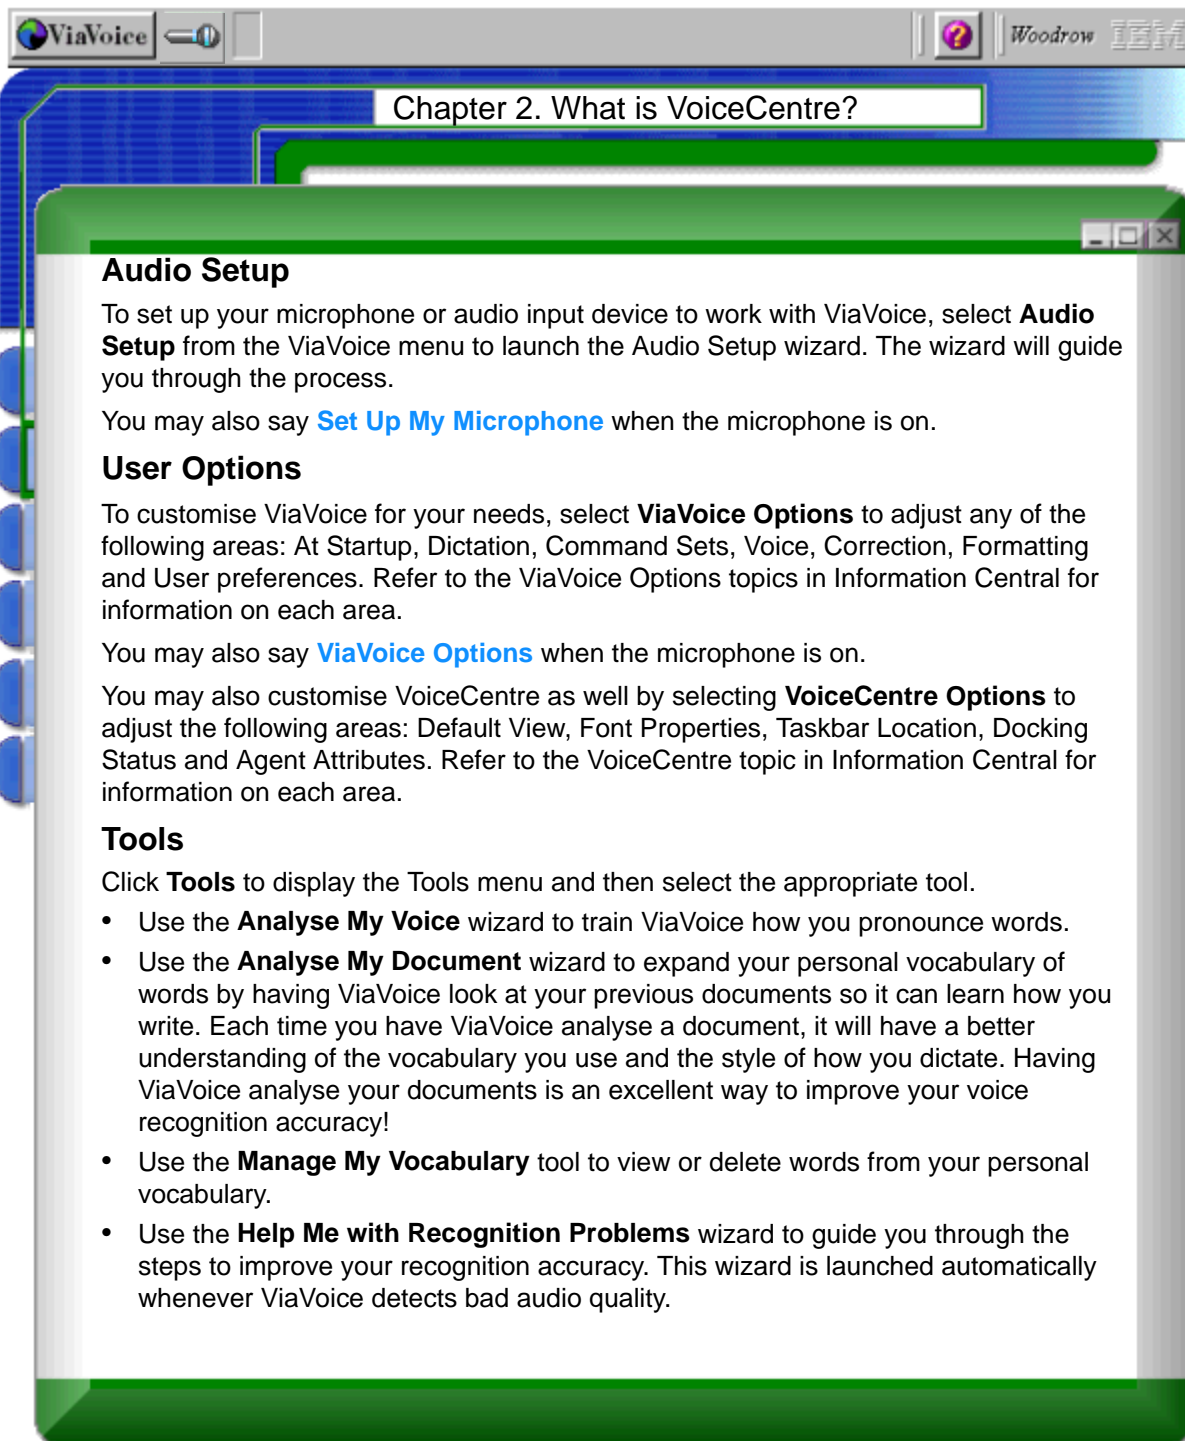 ViaVoice
Woodrow IBM
Chapter 2. What is VoiceCentre?
Audio Setup
To set up your microphone or audio input device to work with ViaVoice, select Audio
Setup from the ViaVoice menu to launch the Audio Setup wizard. The wizard will guide
you through the process.
You may also say Set Up My Microphone when the microphone is on.
User Options
To customise ViaVoice for your needs, select ViaVoice Options to adjust any of the
following areas: At Startup, Dictation, Command Sets, Voice, Correction, Formatting
and User preferences. Refer to the ViaVoice Options topics in Information Central for
information on each area.
You may also say ViaVoice Options when the microphone is on.
You may also customise VoiceCentre as well by selecting VoiceCentre Options to
adjust the following areas: Default View, Font Properties, Taskbar Location, Docking
Status and Agent Attributes. Refer to the VoiceCentre topic in Information Central for
information on each area.
Tools
Click Tools to display the Tools menu and then select the appropriate tool.
• Use the Analyse My Voice wizard to train ViaVoice how you pronounce words.
• Use the Analyse My Document wizard to expand your personal vocabulary of
words by having ViaVoice look at your previous documents so it can learn how you
write. Each time you have ViaVoice analyse a document, it will have a better
understanding of the vocabulary you use and the style of how you dictate. Having
ViaVoice analyse your documents is an excellent way to improve your voice
recognition accuracy!
• Use the Manage My Vocabulary tool to view or delete words from your personal
vocabulary.
• Use the Help Me with Recognition Problems wizard to guide you through the
steps to improve your recognition accuracy. This wizard is launched automatically
whenever ViaVoice detects bad audio quality.